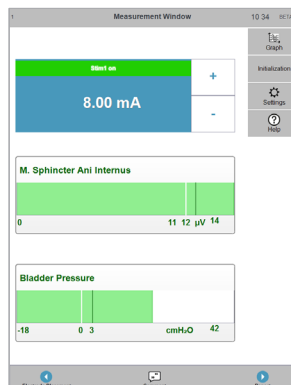 1 Measurement Window 10 34 BETA
Graph
Stim1 on
+
Initialization
8.00 mA
Settings
-
Help
M. Sphincter Ani Internus
0 11 12 µV 14
Bladder Pressure
-18 0 3 cmH₂O 42